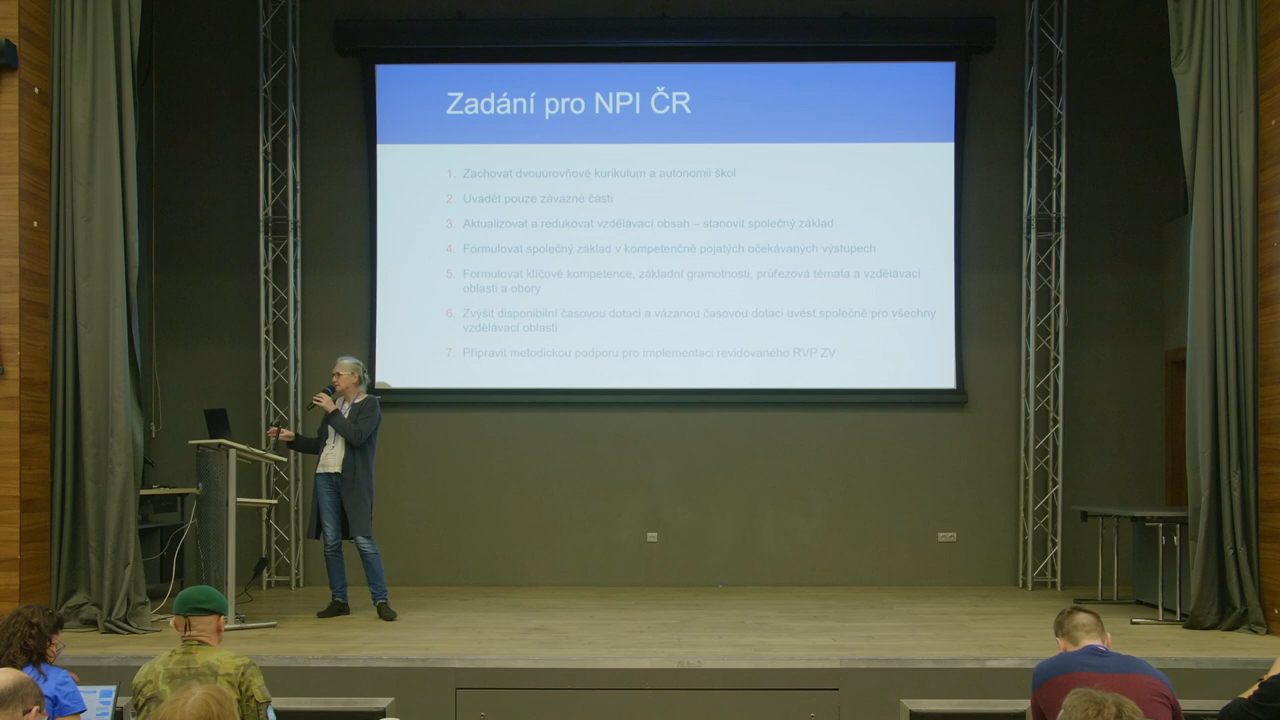 Zadání pro NPI ČR
1. Zachovat dvouúrovňové kurikulum a autonomii škol
2. Uvádět pouze závazné části
3. Aktualizovat a redukovat vzdělávací obsah – stanovit společný základ
4. Formulovat společný základ v kompetenčně pojatých očekávaných výstupech
5. Formulovat klíčové kompetence, základní gramotnosti, průřezová témata a vzdělávací
oblasti a obory
6. Zvýšit disponibilní časovou dotaci a vázanou časovou dotaci uvést společně pro všechny
vzdělávací oblasti
7. Připravit metodickou podporu pro implementaci revidovaného RVP ZV